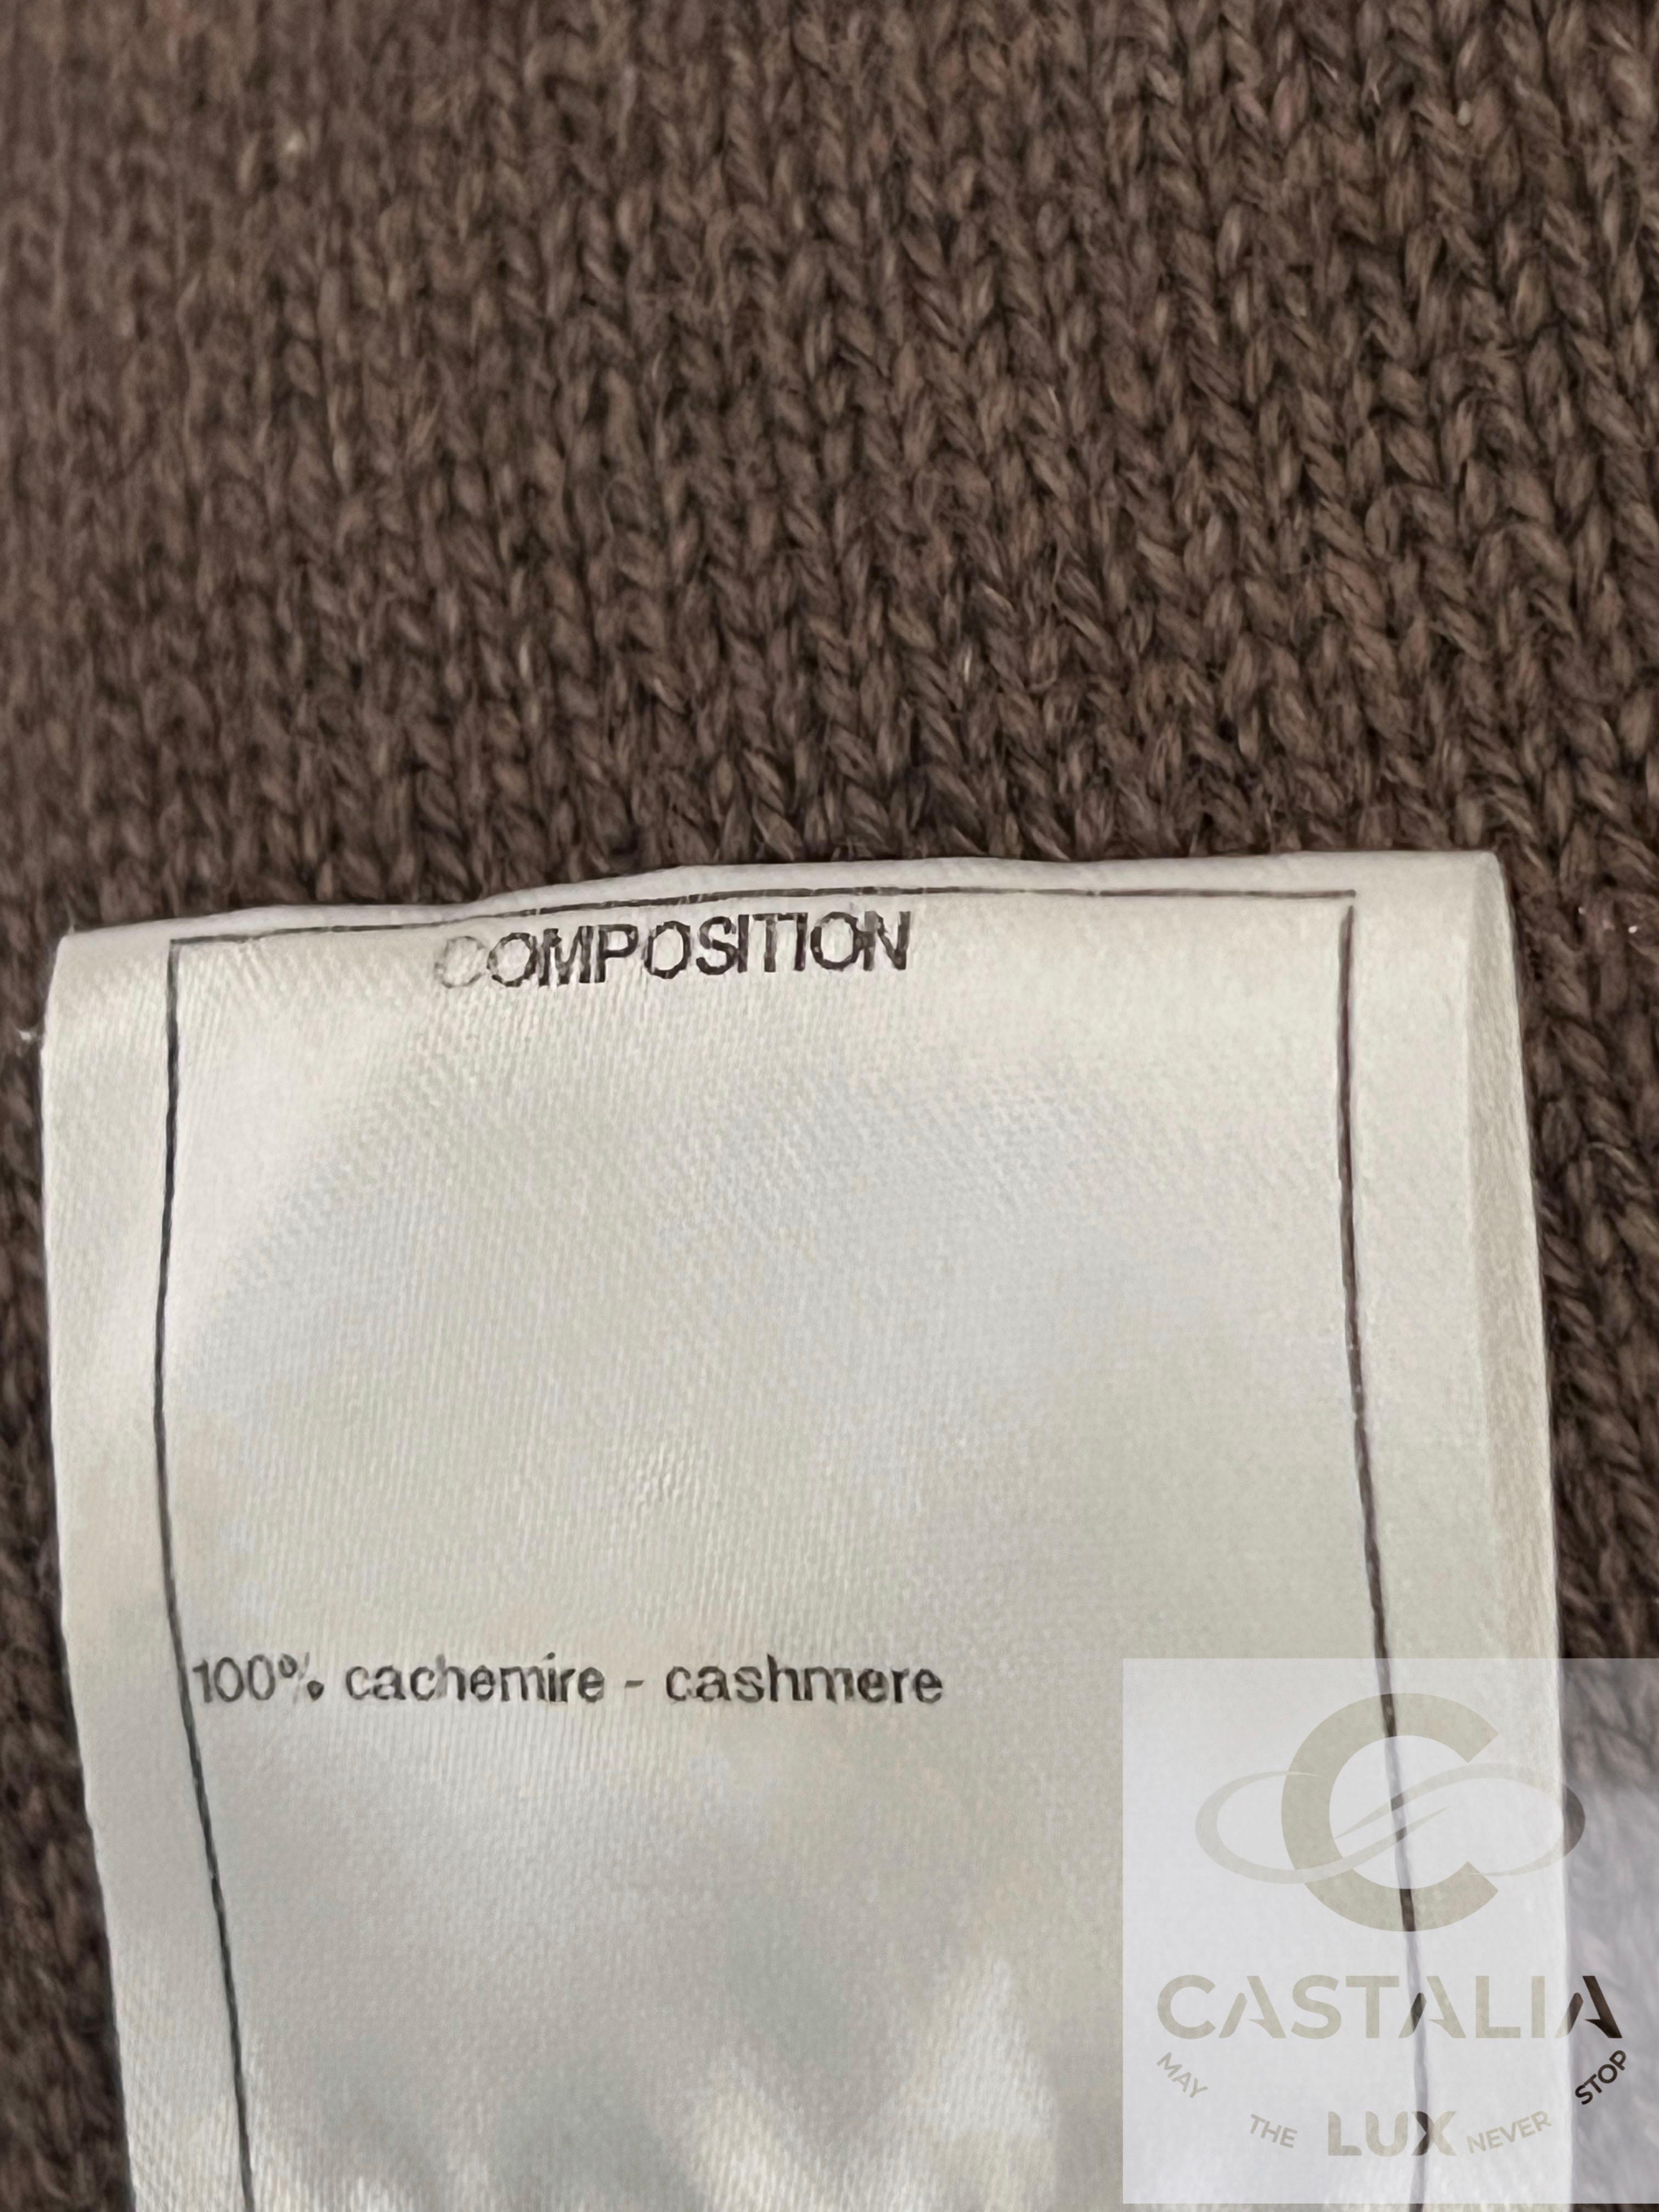 COMPOSITION
100% cachemire - cashmere
C
CASTALIA
MAY THE LUX NEVER STOP